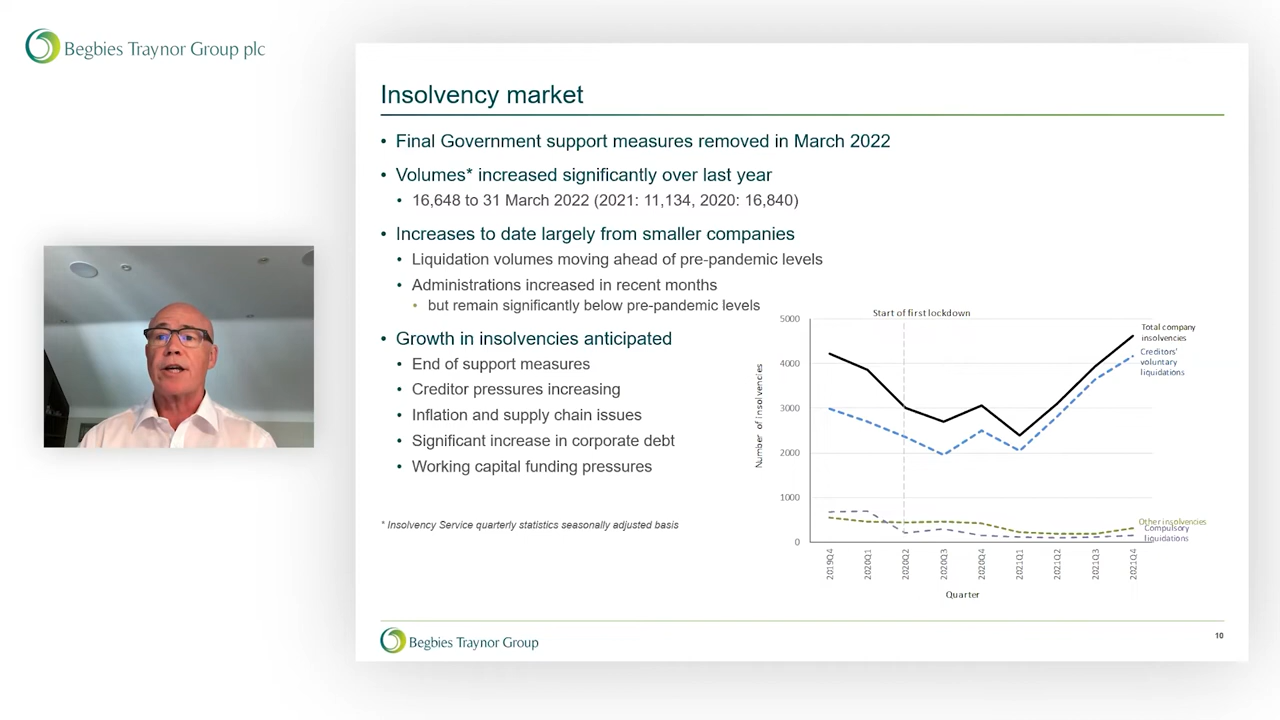 Begbies Traynor Group plc
Insolvency market
• Final Government support measures removed in March 2022
• Volumes* increased significantly over last year
• 16,648 to 31 March 2022 (2021: 11,134, 2020: 16,840)
• Increases to date largely from smaller companies
• Liquidation volumes moving ahead of pre-pandemic levels
• Administrations increased in recent months
• but remain significantly below pre-pandemic levels
• Growth in insolvencies anticipated
• End of support measures
• Creditor pressures increasing
• Inflation and supply chain issues
• Significant increase in corporate debt
• Working capital funding pressures
* Insolvency Service quarterly statistics seasonally adjusted basis
Start of first lockdown
Number of insolvencies
5000
4000
3000
2000
1000
0
Total company
insolvencies
Creditors'
voluntary
liquidations
Other insolvencies
Compulsory
liquidations
2019Q4
2020Q1
2020Q2
2020Q3
2020Q4
2021Q1
2021Q2
2021Q3
2021Q4
Quarter
Begbies Traynor Group
10